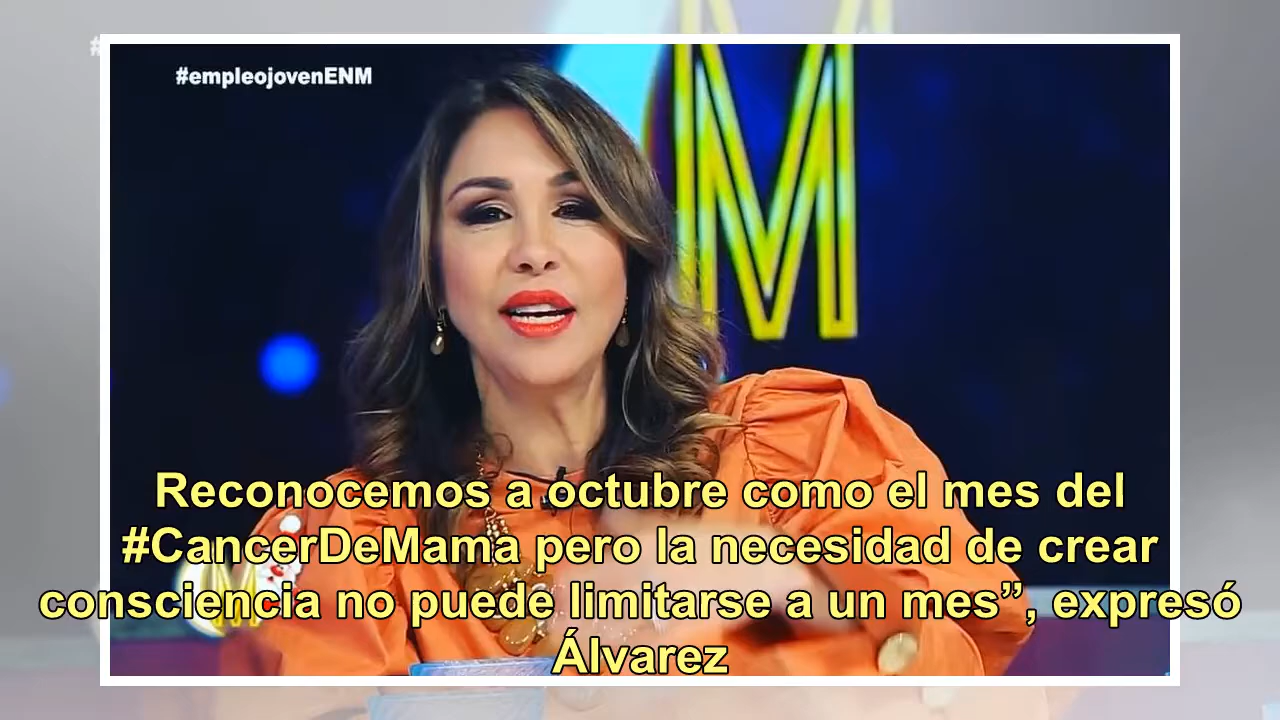 #empleojovenENM
M
Reconocemos a octubre como el mes del
#CancerDeMama pero la necesidad de crear
consciencia no puede limitarse a un mes”, expresó
Álvarez